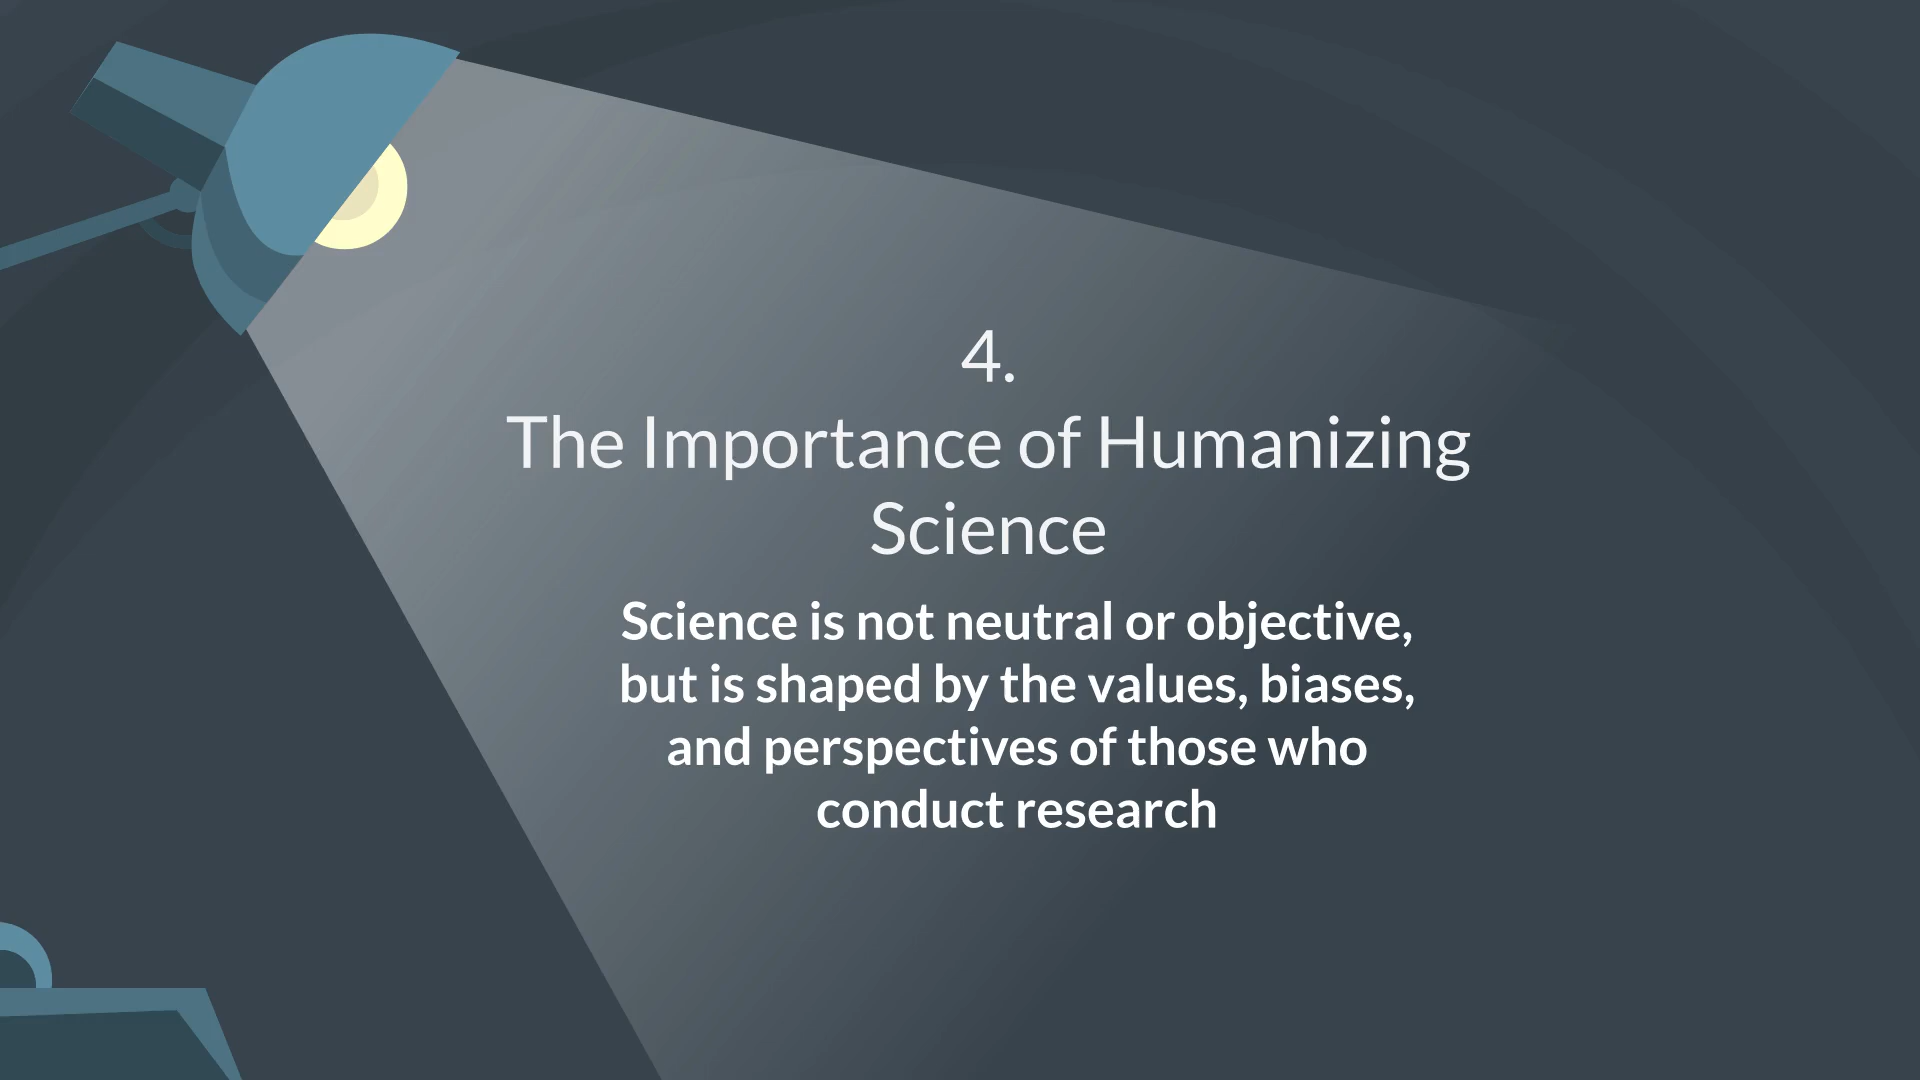 4.
The Importance of Humanizing
Science
Science is not neutral or objective,
but is shaped by the values, biases,
and perspectives of those who
conduct research